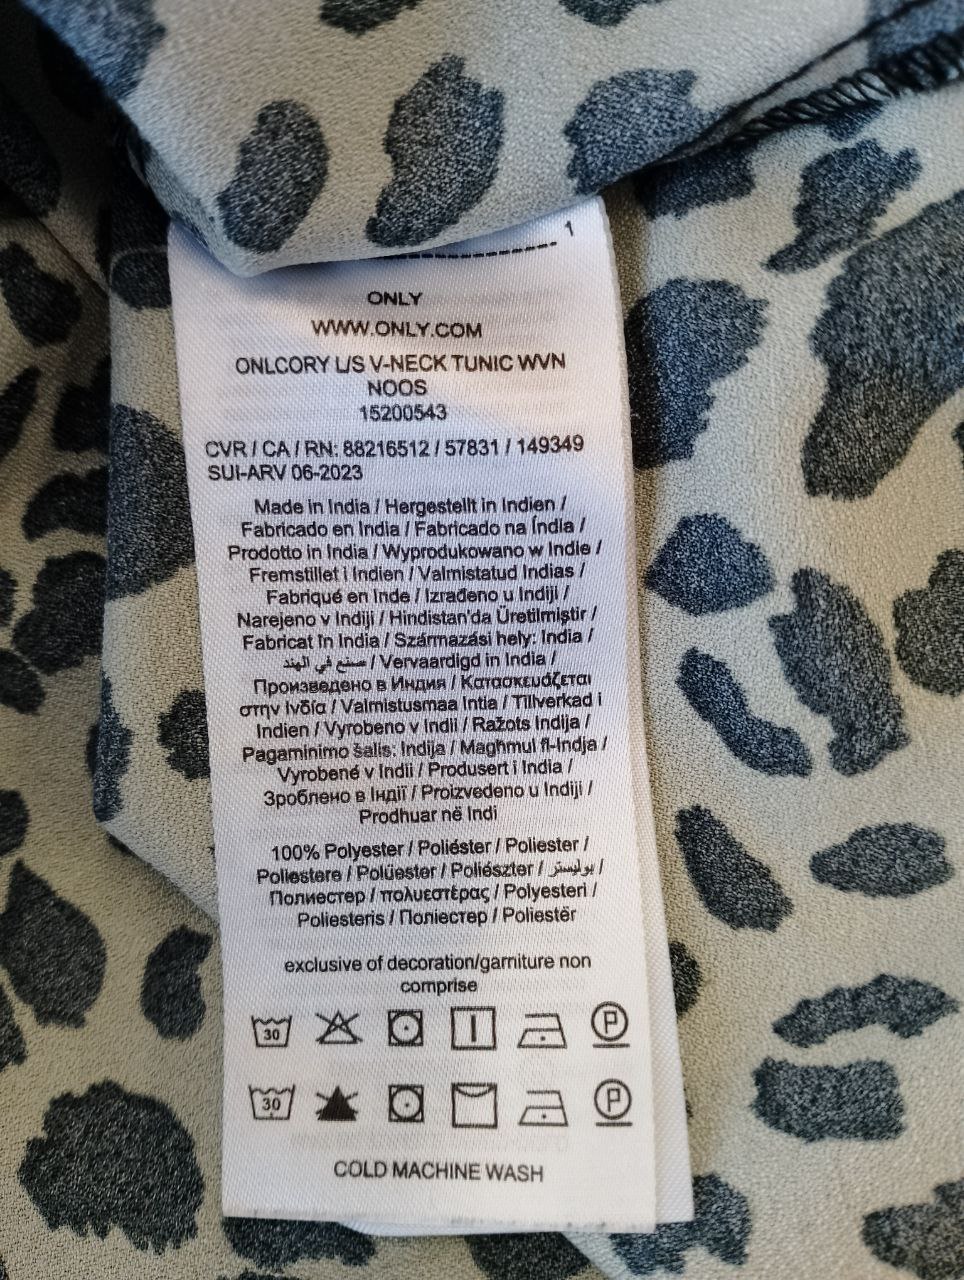 1
ONLY
WWW.ONLY.COM
ONLCORY L/S V-NECK TUNIC WVN
NOOS
15200543
CVR / CA / RN: 88216512 / 57831 / 149349
SUI-ARV 06-2023
Made in India / Hergestellt in Indien /
Fabricado en India / Fabricado na Índia /
Prodotto in India / Wyprodukowano w Indie /
Fremstillet i Indien / Valmistatud Indias /
Fabriqué en Inde / Izrađeno u Indiji /
Narejeno v Indiji / Hindistan'da Üretilmiştir /
Fabricat în India / Származási hely: India /
صنع في الهند / Vervaardigd in India /
Произведено в Индия / Κατασκευάζεται
στην Ινδία / Valmistusmaa Intia / Tillverkad i
Indien / Vyrobeno v Indii / Ražots Indija /
Pagaminimo šalis: Indija / Magħmul fl-Indja /
Vyrobené v Indii / Produsert i India /
Зроблено в Індії / Proizvedeno u Indiji /
Prodhuar në Indi
100% Polyester / Poliéster / Poliester /
Poliestere / Polüester / Poliészter / بوليستر /
Полиестер / πολυεστέρας / Polyesteri /
Poliesteris / Поліестер / Poliestër
exclusive of decoration/garniture non
comprise
30 P
30 P
COLD MACHINE WASH